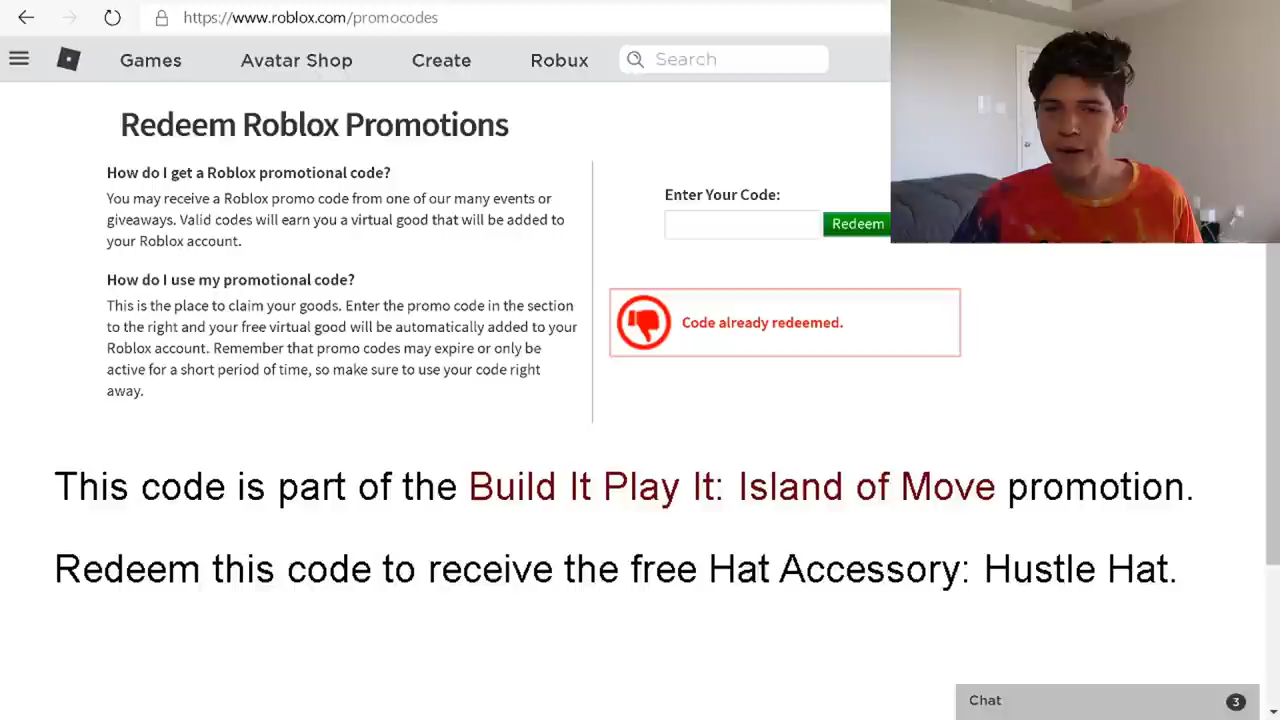 https://www.roblox.com/promocodes
Games Avatar Shop Create Robux Search
Redeem Roblox Promotions
How do I get a Roblox promotional code?
You may receive a Roblox promo code from one of our many events or
giveaways. Valid codes will earn you a virtual good that will be added to
your Roblox account.
How do I use my promotional code?
This is the place to claim your goods. Enter the promo code in the section
to the right and your free virtual good will be automatically added to your
Roblox account. Remember that promo codes may expire or only be
active for a short period of time, so make sure to use your code right
away.
Enter Your Code:
Redeem
Code already redeemed.
This code is part of the Build It Play It: Island of Move promotion.
Redeem this code to receive the free Hat Accessory: Hustle Hat.
Chat 3